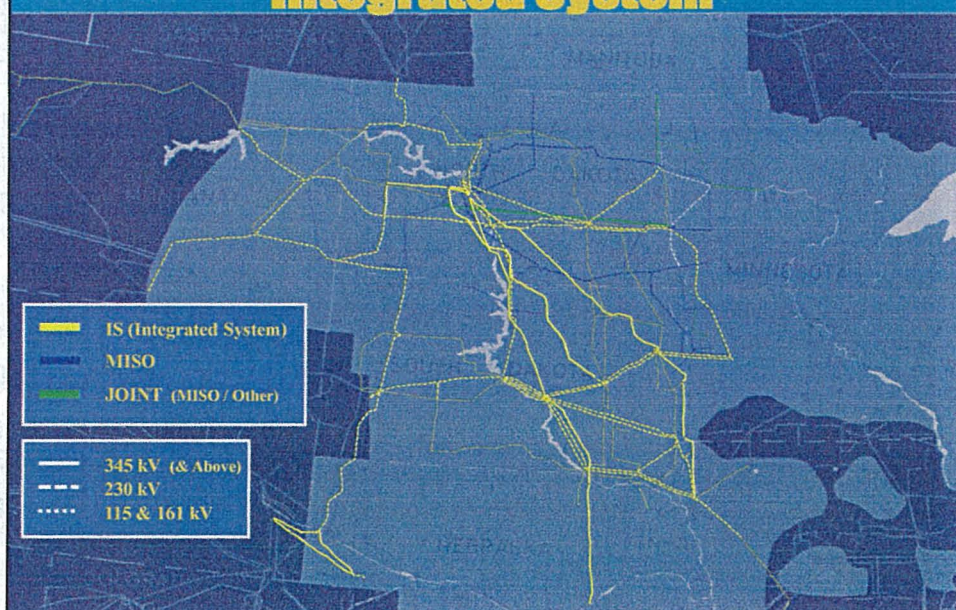 Integrated System
IS (Integrated System)
MISO
JOINT (MISO / Other)
345 kV (& Above)
230 kV
115 & 161 kV